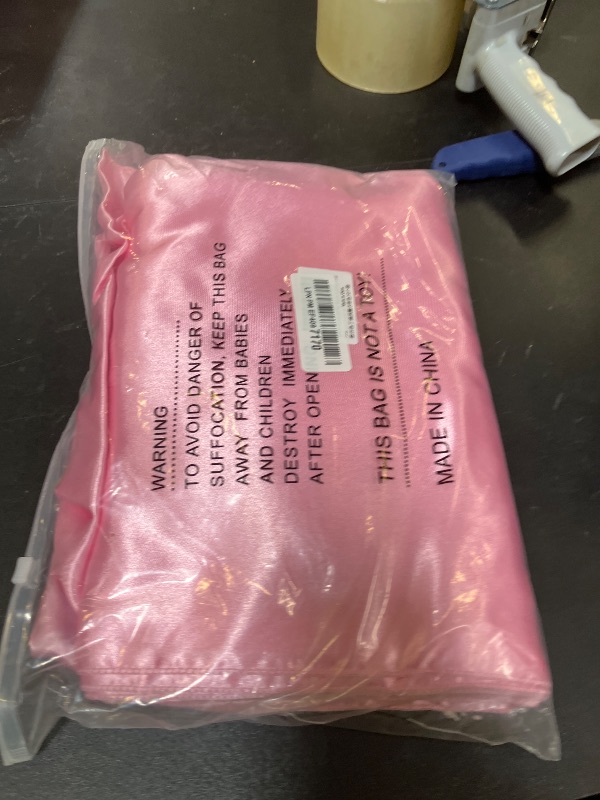 WARNING
TO AVOID DANGER OF
SUFFOCATION, KEEP THIS BAG
AWAY FROM BABIES
AND CHILDREN
DESTROY IMMEDIATELY
AFTER OPEN
THIS BAG IS NOT A TOY!
MADE IN CHINA